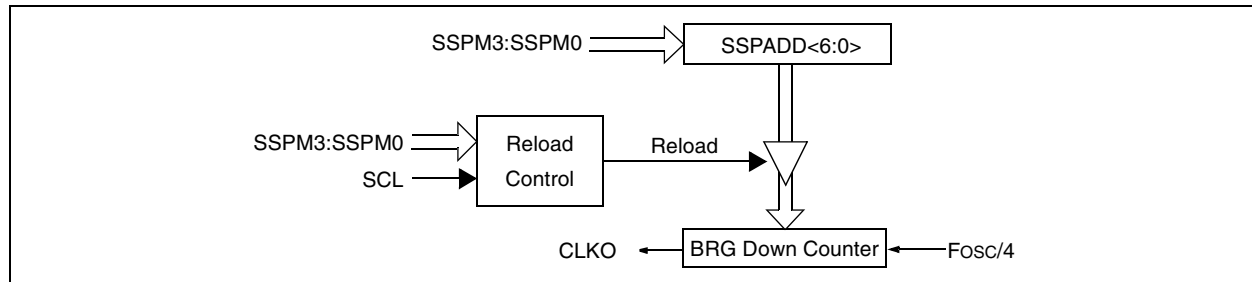 SSPM3:SSPM0
SSPADD<6:0>
SSPM3:SSPM0
SCL
Reload
Control
Reload
CLKO
BRG Down Counter
FOSC/4